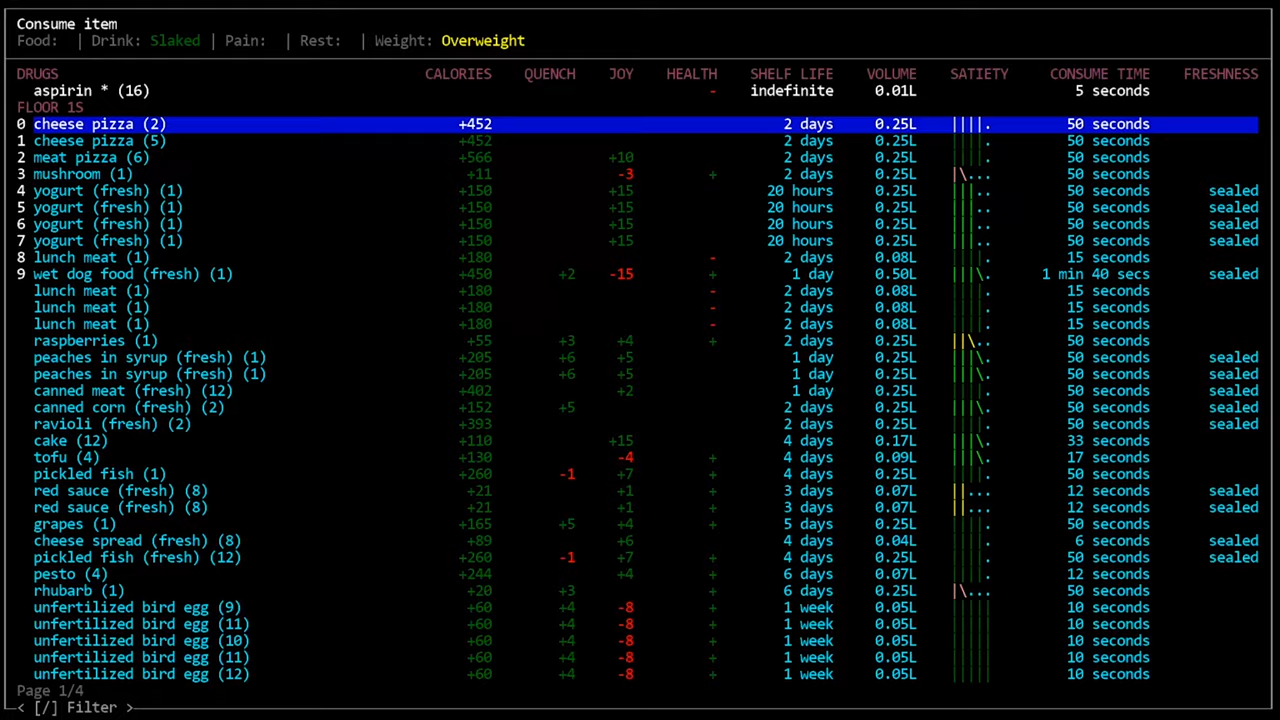 Consume item
Food: | Drink: Slaked | Pain: | Rest: | Weight: Overweight
DRUGS CALORIES QUENCH JOY HEALTH SHELF LIFE VOLUME SATIETY CONSUME TIME FRESHNESS
aspirin * (16) - indefinite 0.01L 5 seconds
FLOOR 1S
0 cheese pizza (2) +452 2 days 0.25L ||||. 50 seconds
1 cheese pizza (5) +452 2 days 0.25L ||||. 50 seconds
2 meat pizza (6) +566 +10 2 days 0.25L ||||. 50 seconds
3 mushroom (1) +11 -3 + 2 days 0.25L |\... 50 seconds
4 yogurt (fresh) (1) +150 +15 20 hours 0.25L |||.. 50 seconds sealed
5 yogurt (fresh) (1) +150 +15 20 hours 0.25L |||.. 50 seconds sealed
6 yogurt (fresh) (1) +150 +15 20 hours 0.25L |||.. 50 seconds sealed
7 yogurt (fresh) (1) +150 +15 20 hours 0.25L |||.. 50 seconds sealed
8 lunch meat (1) +180 - 2 days 0.08L ||||. 15 seconds
9 wet dog food (fresh) (1) +450 +2 -15 + 1 day 0.50L |||\. 1 min 40 secs sealed
lunch meat (1) +180 - 2 days 0.08L ||||. 15 seconds
lunch meat (1) +180 - 2 days 0.08L ||||. 15 seconds
lunch meat (1) +180 - 2 days 0.08L ||||. 15 seconds
raspberries (1) +55 +3 +4 + 2 days 0.25L ||\.. 50 seconds
peaches in syrup (fresh) (1) +205 +6 +5 1 day 0.25L |||\. 50 seconds sealed
peaches in syrup (fresh) (1) +205 +6 +5 1 day 0.25L |||\. 50 seconds sealed
canned meat (fresh) (12) +402 +2 1 day 0.25L ||||. 50 seconds sealed
canned corn (fresh) (2) +152 +5 2 days 0.25L |||\. 50 seconds sealed
ravioli (fresh) (2) +393 2 days 0.25L ||||. 50 seconds sealed
cake (12) +110 +15 4 days 0.17L |||\. 33 seconds
tofu (4) +130 -4 + 4 days 0.09L |||\. 17 seconds
pickled fish (1) +260 -1 +7 + 4 days 0.25L ||||. 50 seconds
red sauce (fresh) (8) +21 +1 + 3 days 0.07L ||... 12 seconds sealed
red sauce (fresh) (8) +21 +1 + 3 days 0.07L ||... 12 seconds sealed
grapes (1) +165 +5 +4 + 5 days 0.25L ||||. 50 seconds
cheese spread (fresh) (8) +89 +6 + 4 days 0.04L ||||. 6 seconds sealed
pickled fish (fresh) (12) +260 -1 +7 + 4 days 0.25L ||||. 50 seconds sealed
pesto (4) +244 +4 + 6 days 0.07L ||||. 12 seconds
rhubarb (1) +20 +3 + 6 days 0.25L |\... 50 seconds
unfertilized bird egg (9) +60 +4 -8 + 1 week 0.05L ||||| 10 seconds
unfertilized bird egg (11) +60 +4 -8 + 1 week 0.05L ||||| 10 seconds
unfertilized bird egg (10) +60 +4 -8 + 1 week 0.05L ||||| 10 seconds
unfertilized bird egg (11) +60 +4 -8 + 1 week 0.05L ||||| 10 seconds
unfertilized bird egg (12) +60 +4 -8 + 1 week 0.05L ||||| 10 seconds
Page 1/4
< [/] Filter >